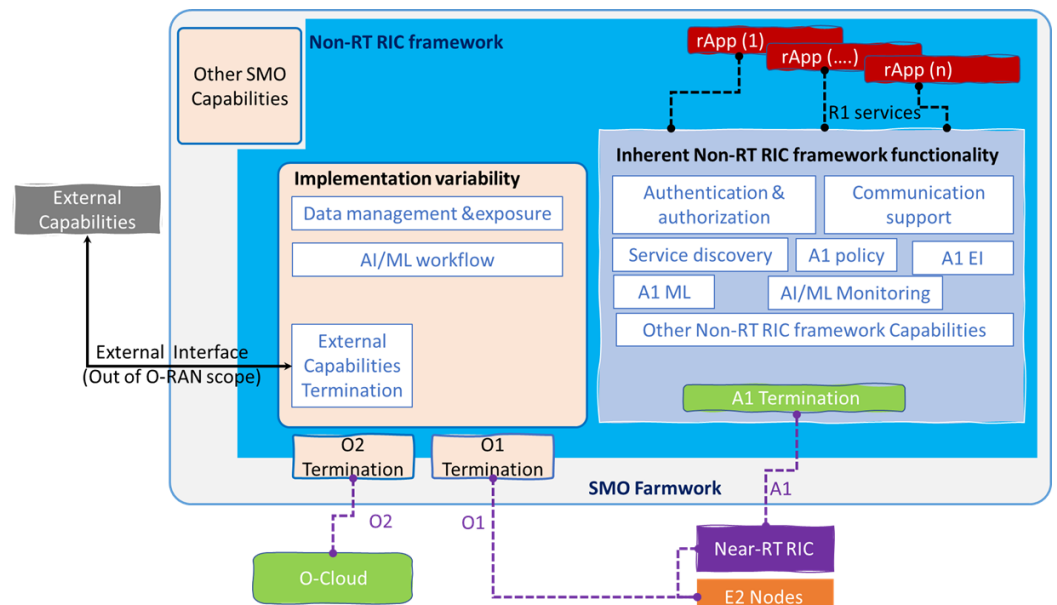 Non-RT RIC framework
rApp (1)
rApp (....)
rApp (n)
Other SMO
Capabilities
R1 services
Inherent Non-RT RIC framework functionality
Implementation variability
Authentication &
authorization
Communication
support
External
Capabilities
Data management &exposure
AI/ML workflow
Service discovery
A1 policy
A1 EI
A1 ML
AI/ML Monitoring
Other Non-RT RIC framework Capabilities
External Interface
(Out of O-RAN scope)
External
Capabilities
Termination
A1 Termination
O2
Termination
O1
Termination
SMO Farmwork
A1
O2
O1
Near-RT RIC
O-Cloud
E2 Nodes